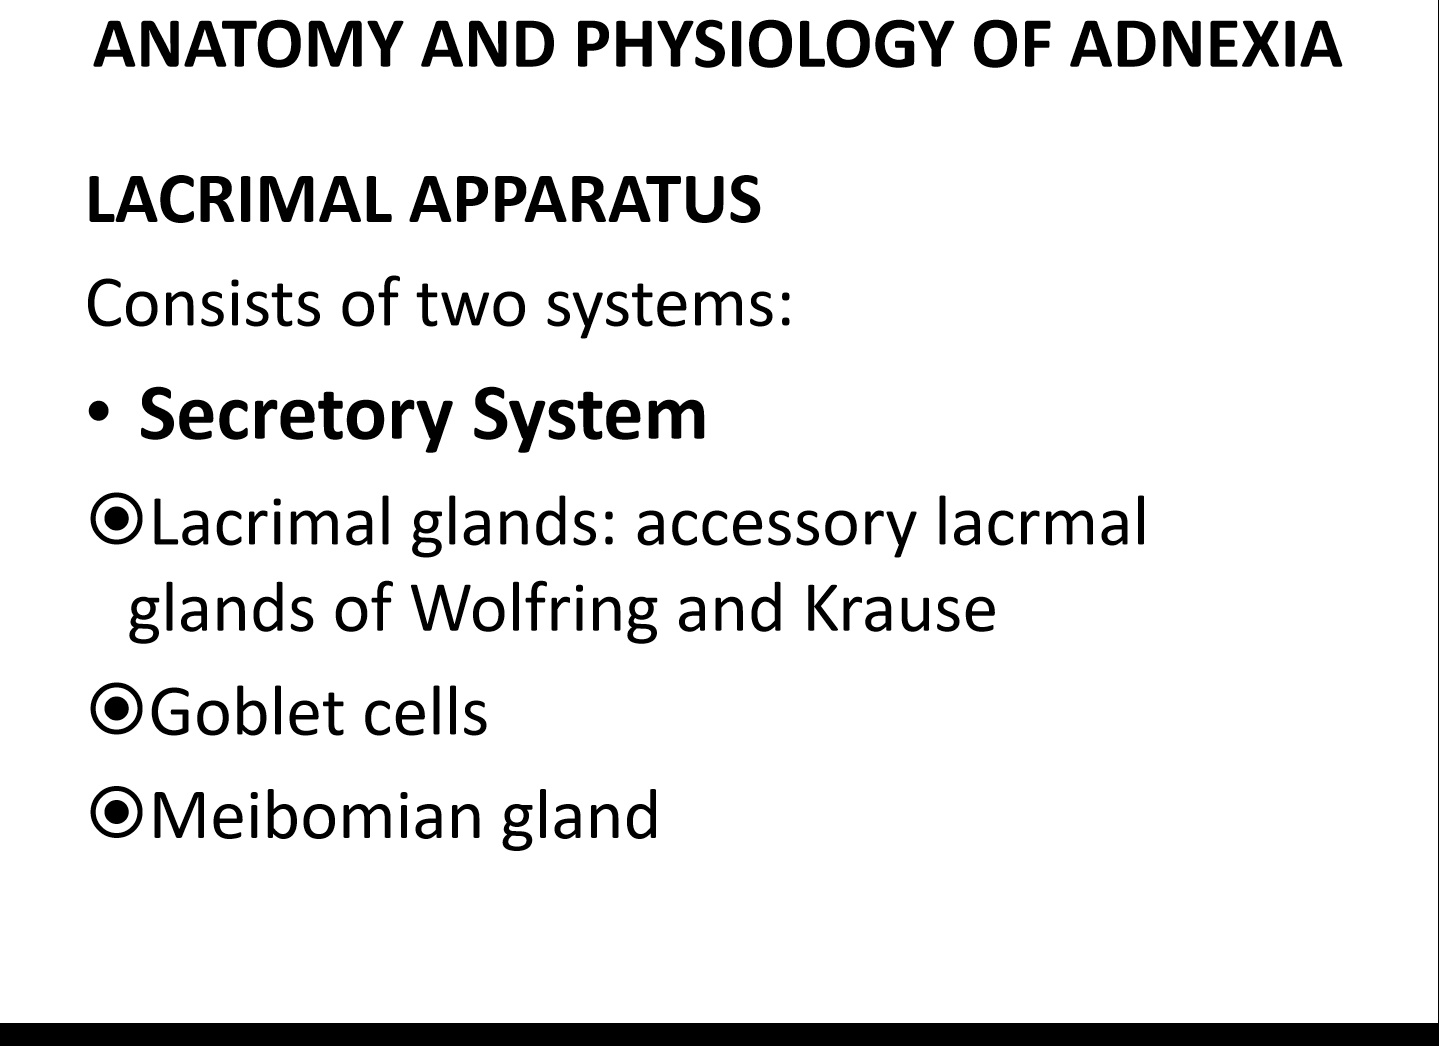 ANATOMY AND PHYSIOLOGY OF ADNEXIA
LACRIMAL APPARATUS
Consists of two systems:
• Secretory System
⦿Lacrimal glands: accessory lacrmal
glands of Wolfring and Krause
⦿Goblet cells
⦿Meibomian gland